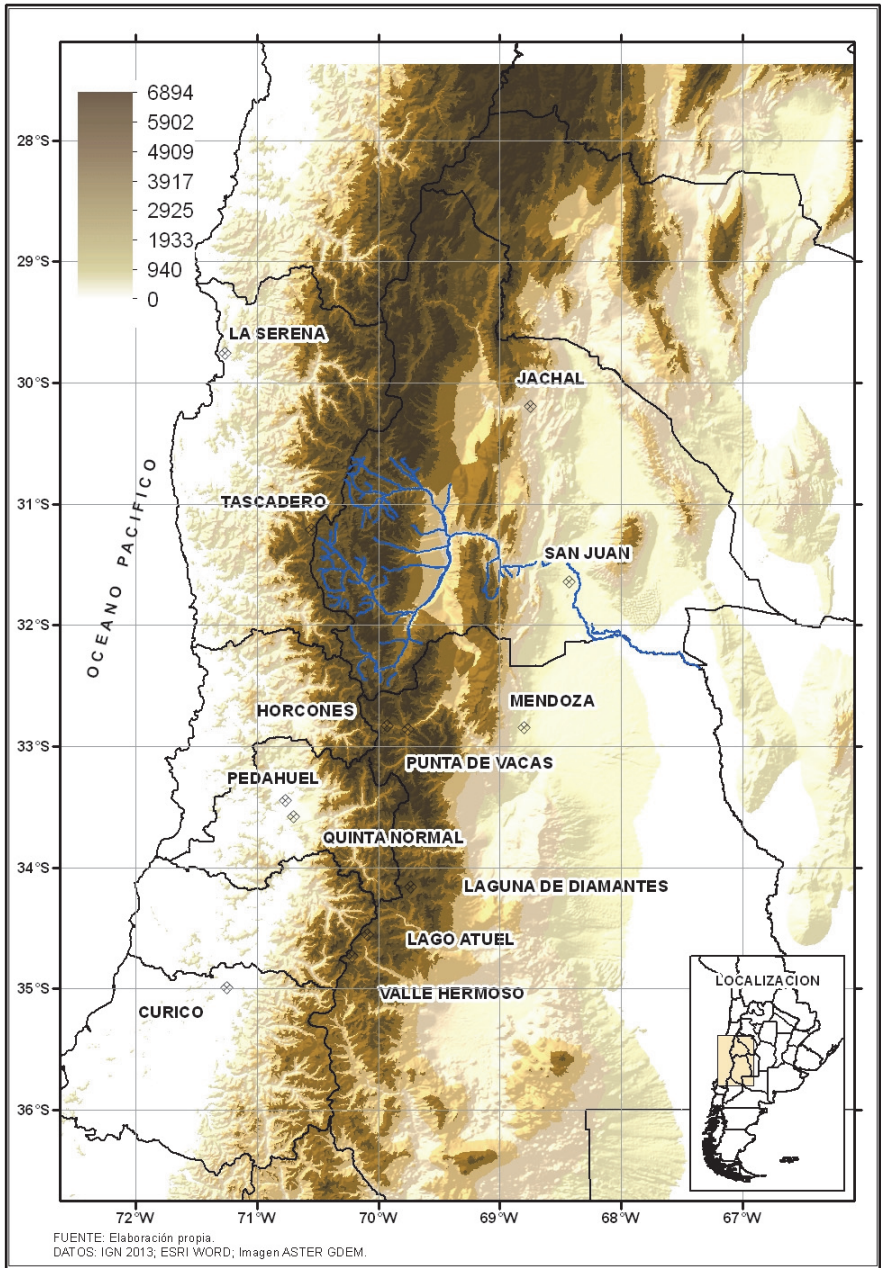 6894
5902
4909
3917
2925
1933
940
0
28°S
29°S
30°S
31°S
32°S
33°S
34°S
35°S
36°S
LA SERENA
JACHAL
OCEANO PACIFICO
TASCADERO
SAN JUAN
HORCONES
MENDOZA
PUNTA DE VACAS
PEDAHUEL
QUINTA NORMAL
LAGUNA DE DIAMANTES
LAGO ATUEL
VALLE HERMOSO
CURICO
LOCALIZACION
72°W
71°W
70°W
69°W
68°W
67°W
FUENTE: Elaboración propia.
DATOS: IGN 2013; ESRI WORD; Imagen ASTER GDEM.